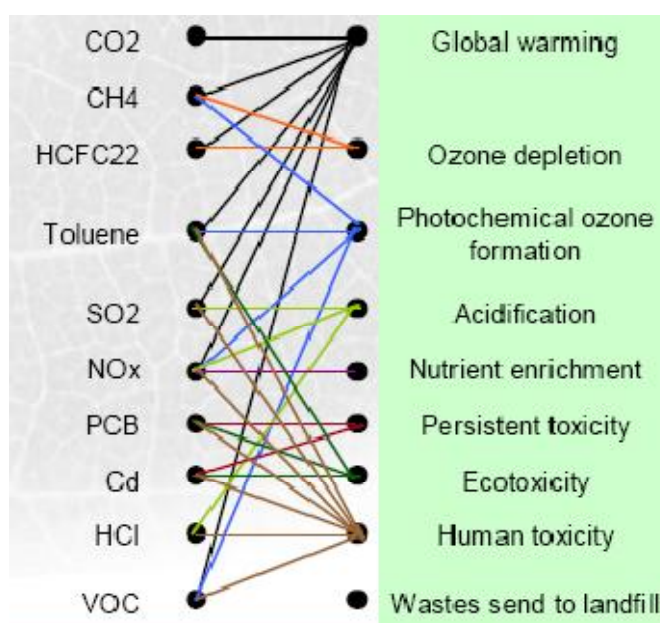 CO2
Global warming
CH4
HCFC22
Ozone depletion
Toluene
Photochemical ozone
formation
SO2
Acidification
NOx
Nutrient enrichment
PCB
Persistent toxicity
Cd
Ecotoxicity
HCl
Human toxicity
VOC
Wastes send to landfill